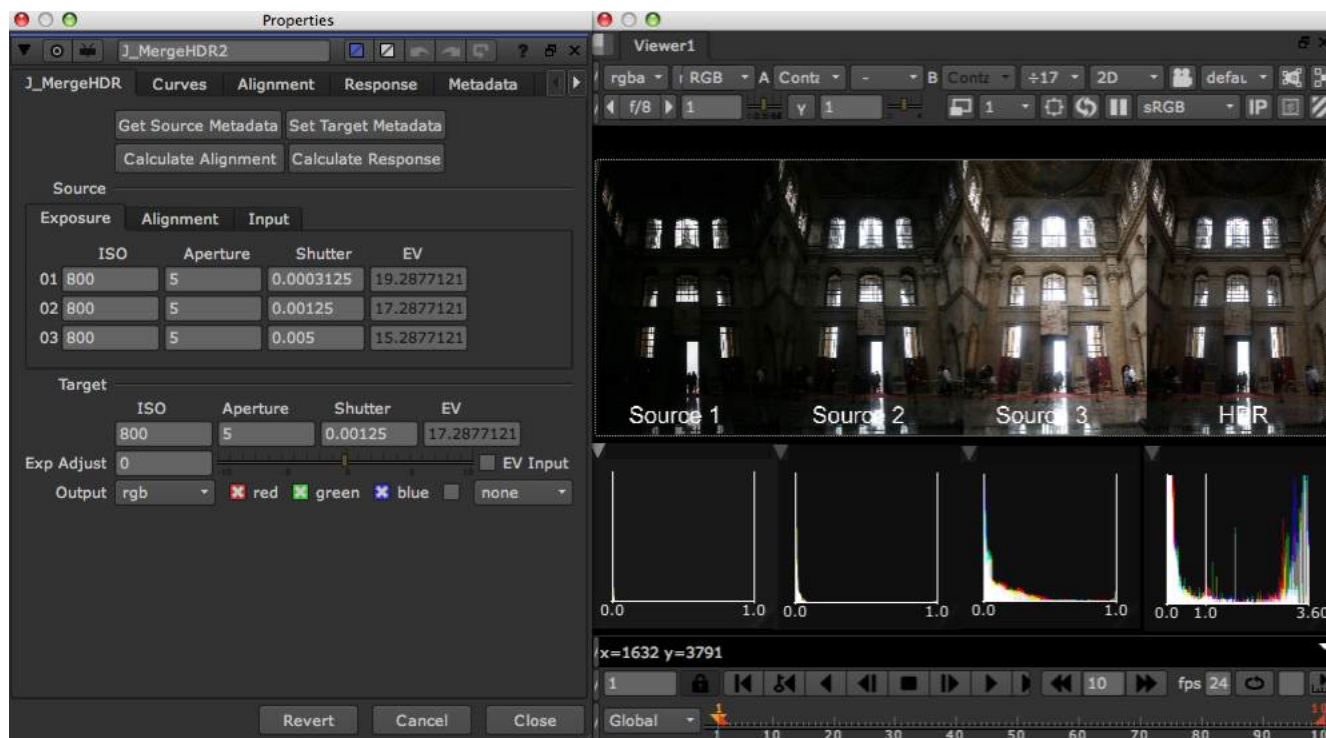 Properties
J_MergeHDR2
?
J_MergeHDR Curves Alignment Response Metadata
Get Source Metadata Set Target Metadata
Calculate Alignment Calculate Response
Source
Exposure Alignment Input
ISO Aperture Shutter EV
01 800 5 0.0003125 19.2877121
02 800 5 0.00125 17.2877121
03 800 5 0.005 15.2877121
Target
ISO Aperture Shutter EV
800 5 0.00125 17.2877121
Exp Adjust 0 EV Input
Output rgb red green blue none
Revert Cancel Close
Viewer1
rgba RGB A - B ÷17 2D
f/8 1 Y 1 1 sRGB IP
Source 1 Source 2 Source 3 HDR
0.0 1.0 0.0 1.0 0.0 1.0 0.0 1.0 3.60
x=1632 y=3791
1 10 fps 24
Global 1 1 10 20 30 40 50 60 70 80 90